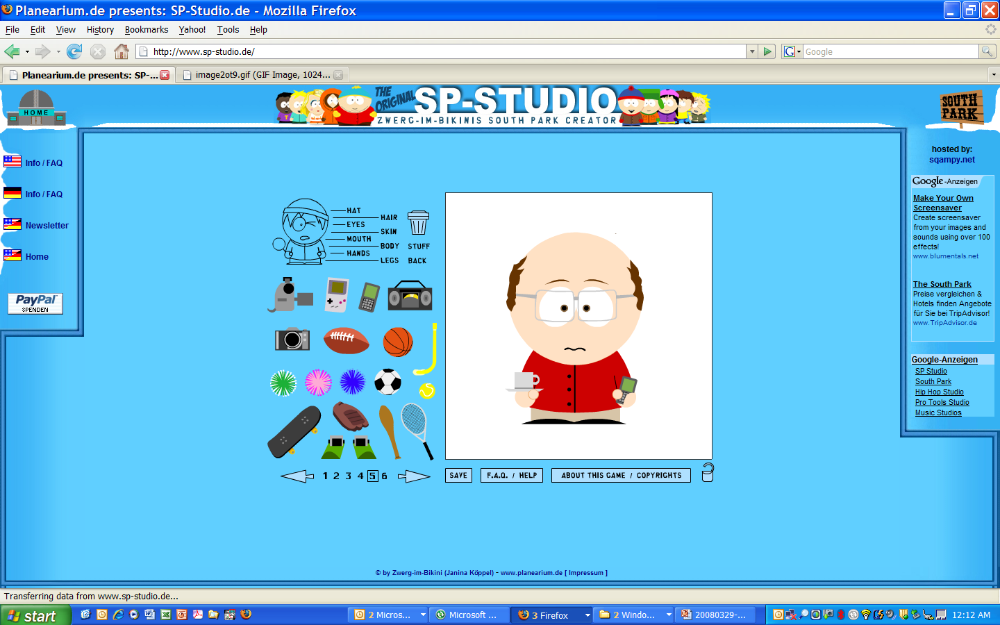 Planearium.de presents: SP-Studio.de - Mozilla Firefox
File Edit View History Bookmarks Yahoo! Tools Help
http://www.sp-studio.de/
G Google
Planearium.de presents: SP-...
image2ot9.gif (GIF Image, 1024...
HOME
THE ORIGINAL
SP-STUDIO
ZWERG-IM-BIKINIS SOUTH PARK CREATOR
SOUTH PARK
Info / FAQ
Info / FAQ
Newsletter
Home
PayPal
SPENDEN
HAT
HAIR
EYES
SKIN
MOUTH
BODY
HANDS
LEGS
STUFF
BACK
1 2 3 4 5 6
SAVE
F.A.Q. / HELP
ABOUT THIS GAME / COPYRIGHTS
hosted by:
sqampy.net
Google -Anzeigen
Make Your Own
Screensaver
Create screensaver
from your images and
sounds using over 100
effects!
www.blumentals.net
The South Park
Preise vergleichen &
Hotels finden Angebote
für Sie bei TripAdvisor!
www.TripAdvisor.de
Google-Anzeigen
SP Studio
South Park
Hip Hop Studio
Pro Tools Studio
Music Studios
© by Zwerg-im-Bikini (Janina Köppel) - www.planearium.de [ Impressum ]
Transferring data from www.sp-studio.de...
start
2 Micros...
Microsoft ...
3 Firefox
2 Windo...
20080329-...
12:12 AM